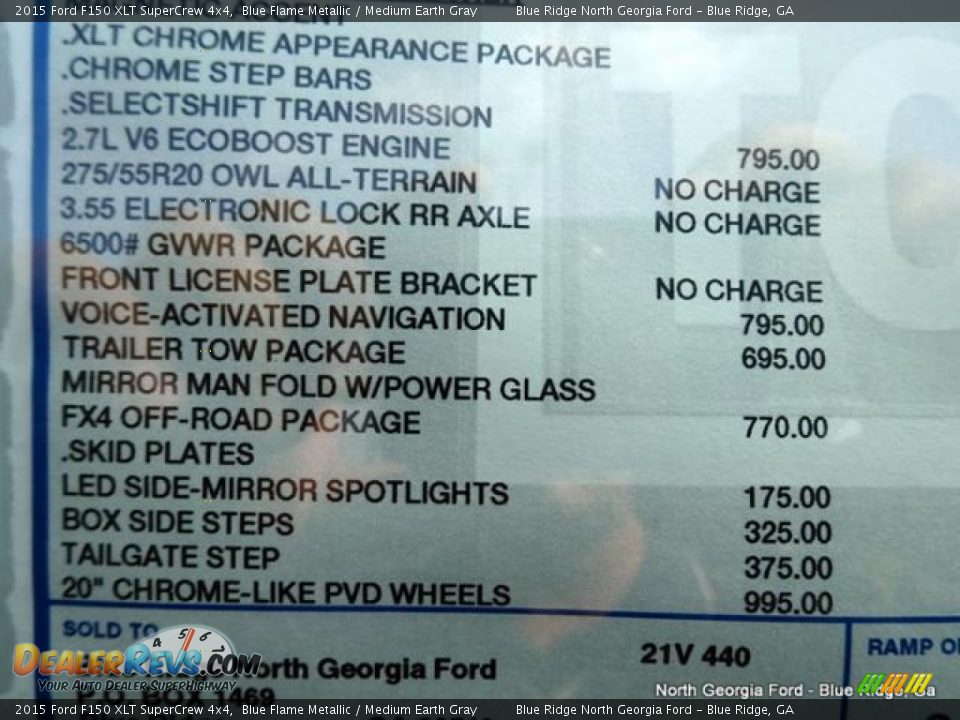 2015 Ford F150 XLT SuperCrew 4x4, Blue Flame Metallic / Medium Earth Gray Blue Ridge North Georgia Ford - Blue Ridge, GA
.XLT CHROME APPEARANCE PACKAGE
.CHROME STEP BARS
.SELECTSHIFT TRANSMISSION
2.7L V6 ECOBOOST ENGINE 795.00
275/55R20 OWL ALL-TERRAIN NO CHARGE
3.55 ELECTRONIC LOCK RR AXLE NO CHARGE
6500# GVWR PACKAGE
FRONT LICENSE PLATE BRACKET NO CHARGE
VOICE-ACTIVATED NAVIGATION 795.00
TRAILER TOW PACKAGE 695.00
MIRROR MAN FOLD W/POWER GLASS
FX4 OFF-ROAD PACKAGE 770.00
.SKID PLATES
LED SIDE-MIRROR SPOTLIGHTS 175.00
BOX SIDE STEPS 325.00
TAILGATE STEP 375.00
20" CHROME-LIKE PVD WHEELS 995.00
SOLD TO
North Georgia Ford 21V 440 RAMP
4 5 6
DEALERREVS.COM
YOUR AUTO DEALER SUPERHIGHWAY
North Georgia Ford - Blue Ridge, Ga
2015 Ford F150 XLT SuperCrew 4x4, Blue Flame Metallic / Medium Earth Gray Blue Ridge North Georgia Ford - Blue Ridge, GA